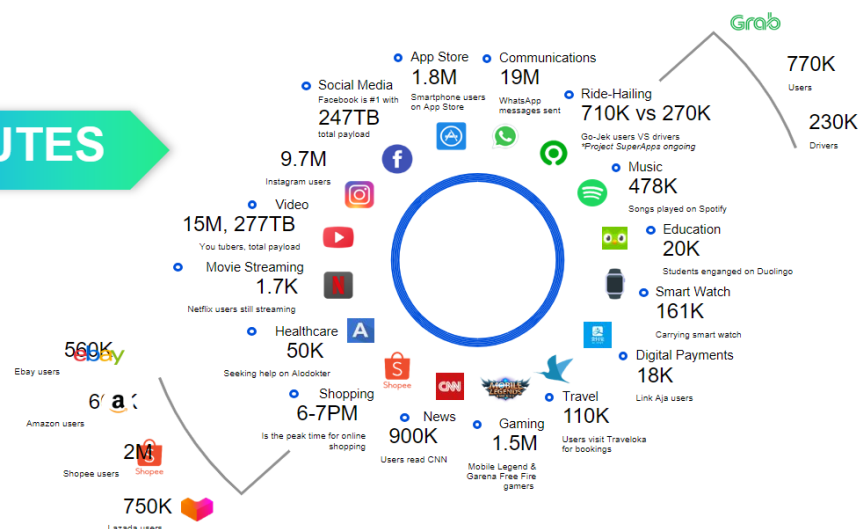 Grab
770K
Users
230K
Drivers
UTES
App Store
1.8M
Smartphone users
on App Store
Communications
19M
WhatsApp
messages sent
Social Media
Facebook is #1 with
247TB
total payload
Ride-Hailing
710K vs 270K
Go-Jek users VS drivers
*Project SuperApps ongoing
9.7M
Instagram users
Music
478K
Songs played on Spotify
Video
15M, 277TB
You tubers, total payload
Education
20K
Students enganged on Duolingo
Movie Streaming
1.7K
Netflix users still streaming
Smart Watch
161K
Carrying smart watch
Healthcare
50K
Seeking help on Alodokter
Digital Payments
18K
Link Aja users
Shopee
CNN
MOBILE
LEGENDS
Shopping
6-7PM
Is the peak time for online
shopping
News
900K
Users read CNN
Gaming
1.5M
Mobile Legend &
Garena Free Fire
gamers
Travel
110K
Users visit Traveloka
for bookings
560K
ebay
Ebay users
a
Amazon users
2M
Shopee
Shopee users
750K
Lazada users